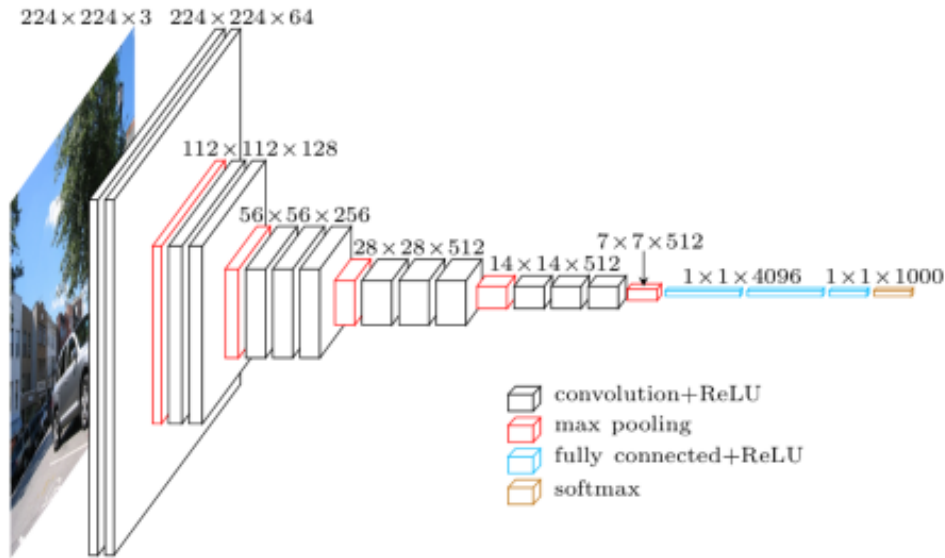 224×224×3
224×224×64
112×112×128
56×56×256
28×28×512
14×14×512
7×7×512
1×1×4096
1×1×1000
convolution+ReLU
max pooling
fully connected+ReLU
softmax